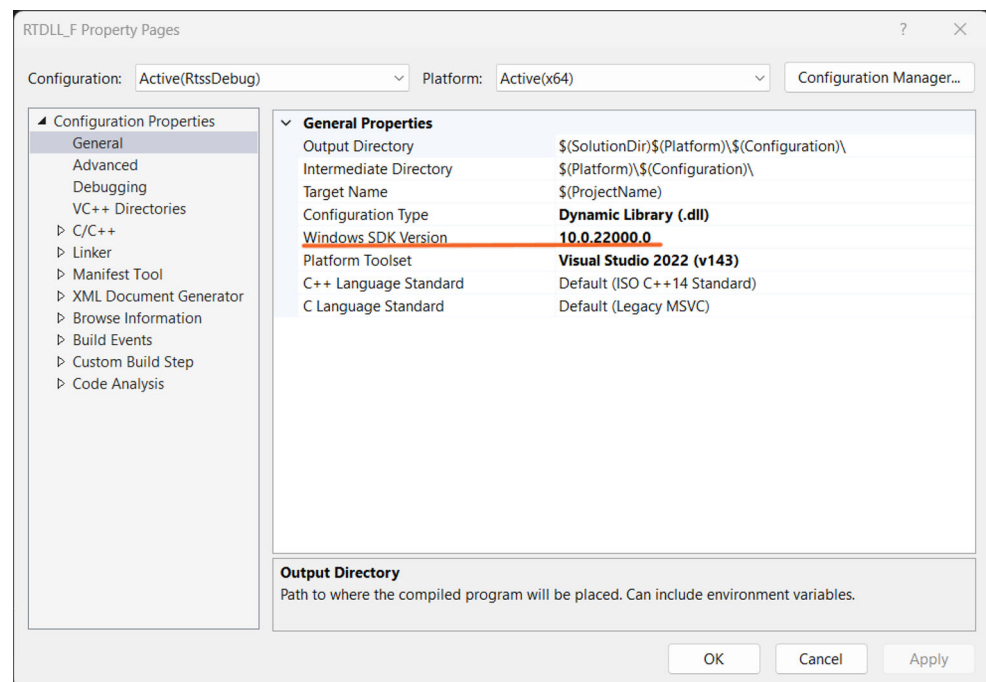 RTDLL_F Property Pages
?
Configuration: Active(RtssDebug) Platform: Active(x64) Configuration Manager...
Configuration Properties
General
Advanced
Debugging
VC++ Directories
C/C++
Linker
Manifest Tool
XML Document Generator
Browse Information
Build Events
Custom Build Step
Code Analysis
General Properties
Output Directory $(SolutionDir)$(Platform)\$(Configuration)\
Intermediate Directory $(Platform)\$(Configuration)\
Target Name $(ProjectName)
Configuration Type Dynamic Library (.dll)
Windows SDK Version 10.0.22000.0
Platform Toolset Visual Studio 2022 (v143)
C++ Language Standard Default (ISO C++14 Standard)
C Language Standard Default (Legacy MSVC)
Output Directory
Path to where the compiled program will be placed. Can include environment variables.
OK Cancel Apply